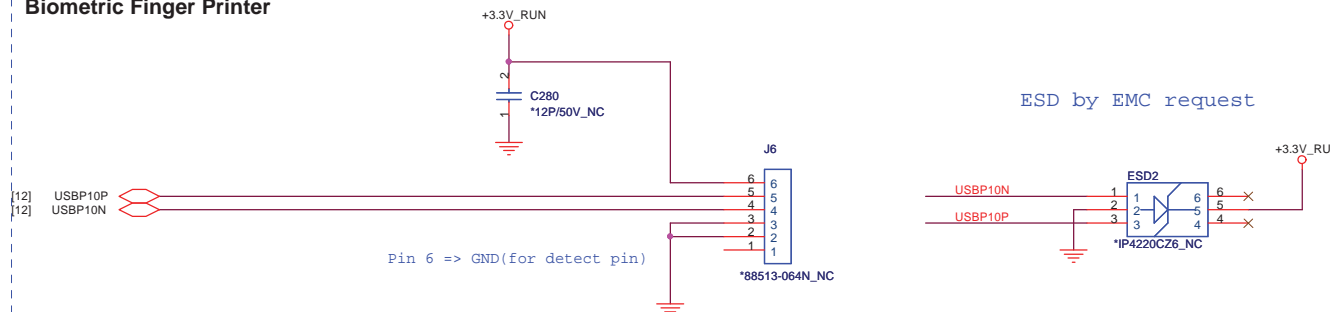 Biometric Finger Printer
+3.3V_RUN
2
C280
*12P/50V_NC
1
ESD by EMC request
J6
+3.3V_RU
ESD2
[12] USBP10P
[12] USBP10N
6 6
5 5
4 4
3 3
2 2
1 1
USBP10N
USBP10P
1 1 6 6
2 2 5 5
3 3 4 4
*IP4220CZ6_NC
Pin 6 => GND(for detect pin)
*88513-064N_NC